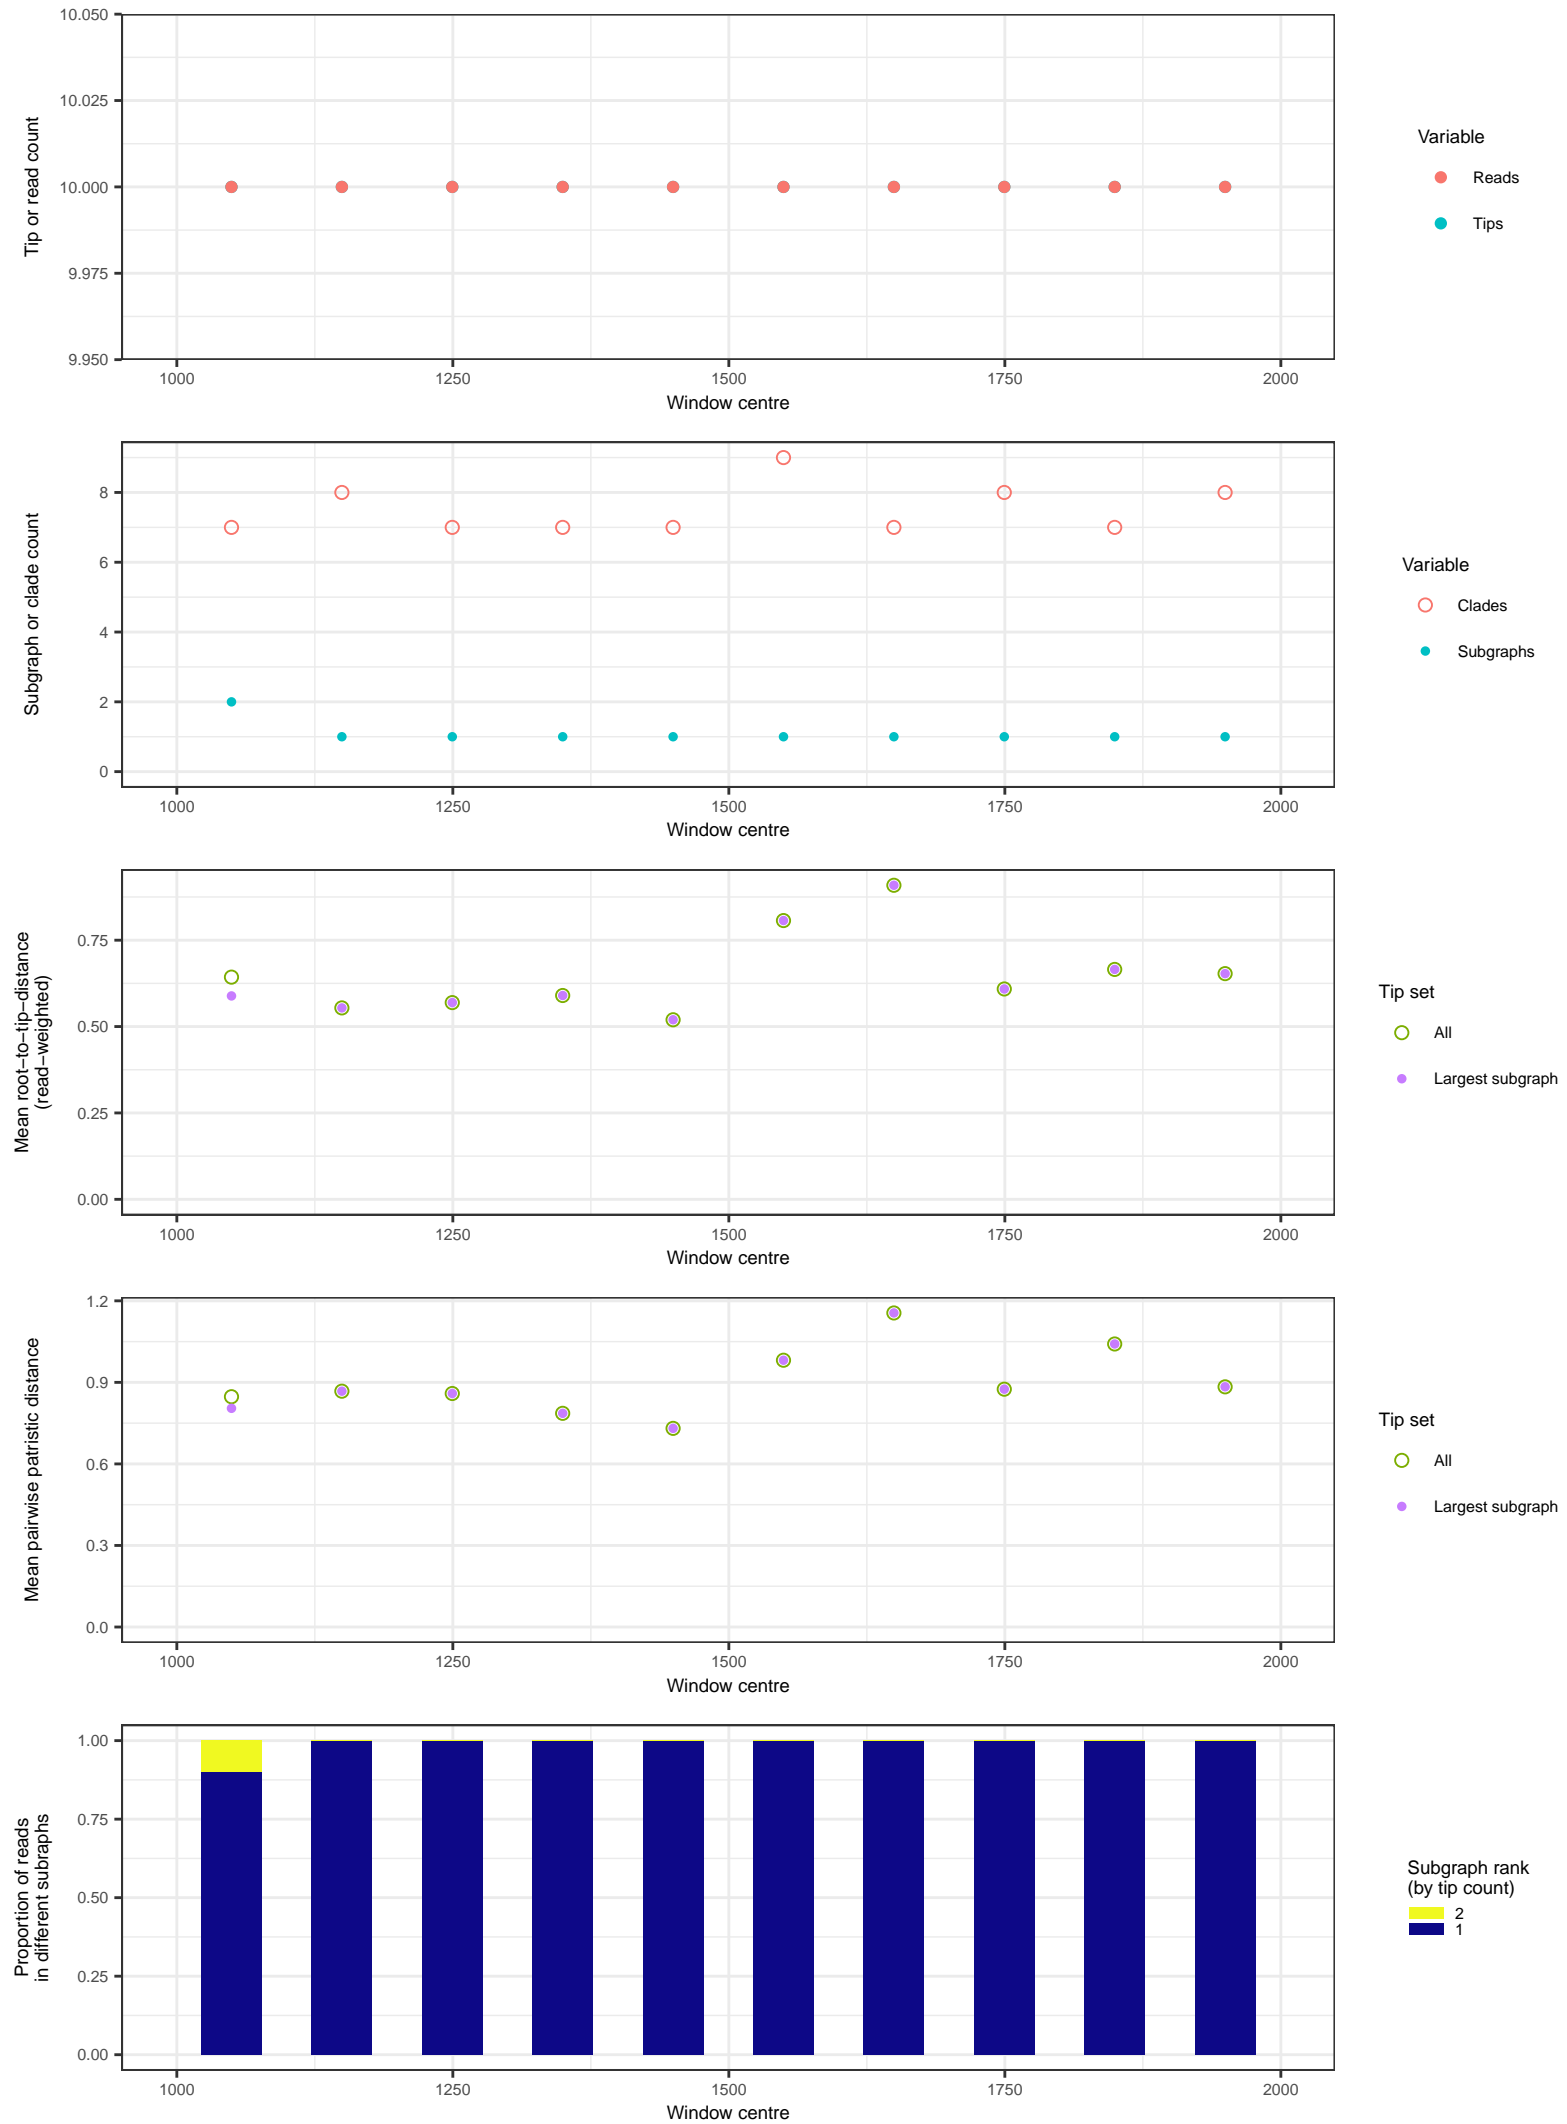 10.050
10.025
10.000
9.975
9.950
Tip or read count
1000 1250 1500 1750 2000
Window centre
Variable
Reads
Tips
8
6
4
2
0
Subgraph or clade count
1000 1250 1500 1750 2000
Window centre
Variable
Clades
Subgraphs
0.75
0.50
0.25
0.00
Mean root−to−tip−distance
(read−weighted)
1000 1250 1500 1750 2000
Window centre
Tip set
All
Largest subgraph
1.2
0.9
0.6
0.3
0.0
Mean pairwise patristic distance
1000 1250 1500 1750 2000
Window centre
Tip set
All
Largest subgraph
1.00
0.75
0.50
0.25
0.00
Proportion of reads
in different subraphs
1000 1250 1500 1750 2000
Window centre
Subgraph rank
(by tip count)
2
1